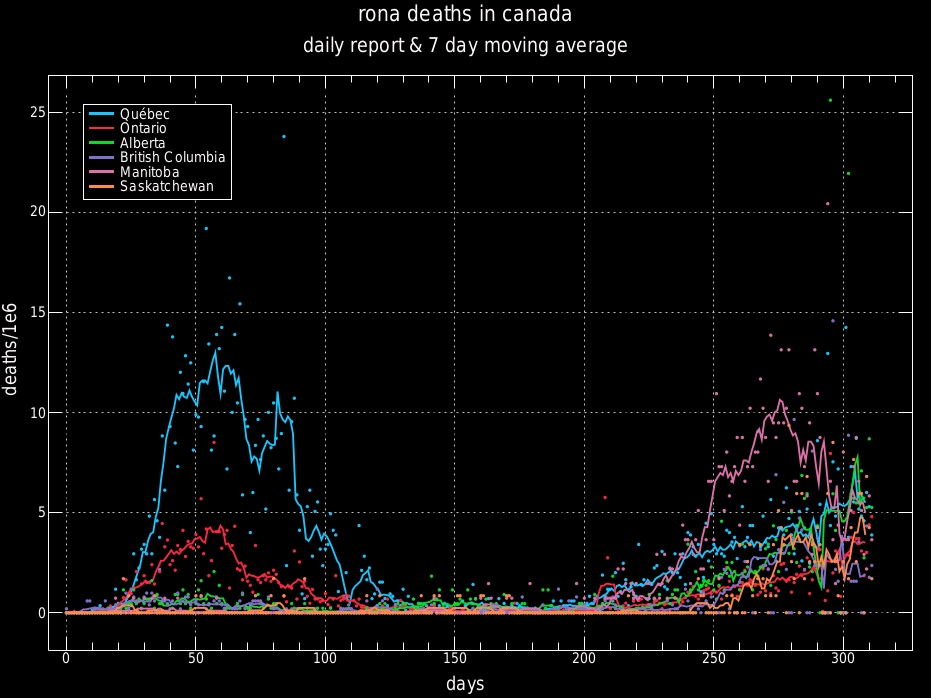 rona deaths in canada
daily report & 7 day moving average
25
20
15
10
5
0
deaths/1e6
Québec
Ontario
Alberta
British Columbia
Manitoba
Saskatchewan
0 50 100 150 200 250 300
days